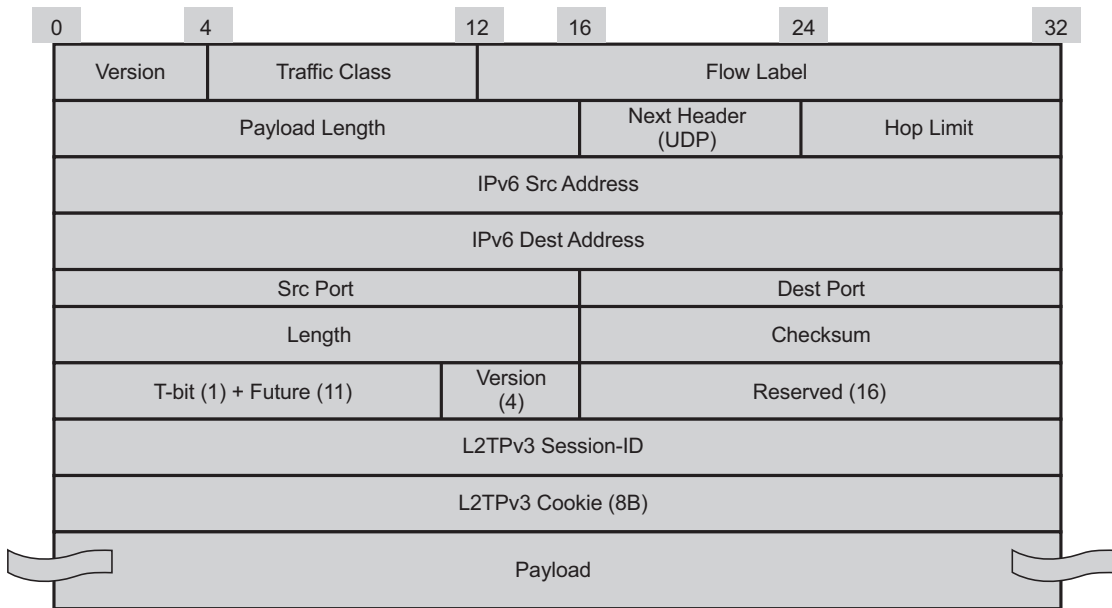 0 4 12 16 24 32
Version Traffic Class Flow Label
Payload Length Next Header (UDP) Hop Limit
IPv6 Src Address
IPv6 Dest Address
Src Port Dest Port
Length Checksum
T-bit (1) + Future (11) Version (4) Reserved (16)
L2TPv3 Session-ID
L2TPv3 Cookie (8B)
Payload